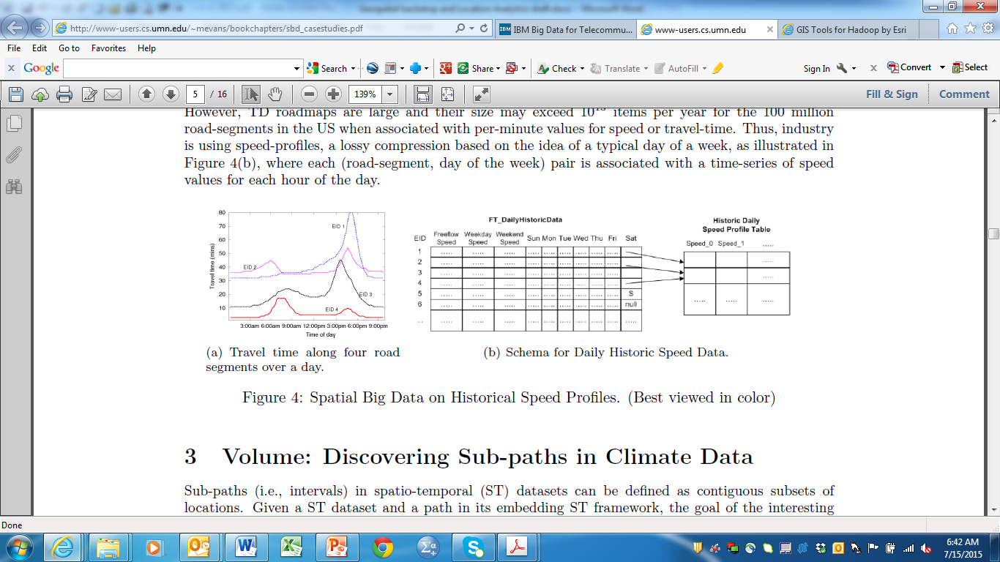 http://www-users.cs.umn.edu/~mevans/bookchapters/sbd_casestudies.pdf
IBM Big Data for Telecommu...
www-users.cs.umn.edu
GIS Tools for Hadoop by Esri
File Edit Go to Favorites Help
x Google Search Share Check Translate AutoFill Sign In x Convert Select
5 / 16 139% Fill & Sign Comment
However, TD roadmaps are large and their size may exceed items per year for the 100 million
road-segments in the US when associated with per-minute values for speed or travel-time. Thus, industry
is using speed-profiles, a lossy compression based on the idea of a typical day of a week, as illustrated in
Figure 4(b), where each (road-segment, day of the week) pair is associated with a time-series of speed
values for each hour of the day.
80
70
60
50
40
30
20
10
Travel time (mins)
EID 1
EID 2
EID 3
EID 4
3:00am 6:00am 9:00am 12:00pm 3:00pm 6:00pm 9:00pm
Time of day
FT_DailyHistoricData
EID Freeflow Speed Weekday Speed Weekend Speed Sun Mon Tue Wed Thu Fri Sat
1 ..... ..... ..... ..... ..... ..... ..... ..... .....
2 ..... ..... ..... ..... ..... ..... ..... ..... .....
3 ..... ..... ..... ..... ..... ..... ..... ..... .....
4 ..... ..... ..... ..... ..... ..... ..... ..... .....
5 ..... ..... ..... ..... ..... ..... ..... ..... ..... S
6 ..... ..... ..... ..... ..... ..... ..... ..... ..... null
... ..... ..... ..... ..... ..... ..... ..... ..... ..... .....
Historic Daily
Speed Profile Table
Speed_0 Speed_1 .....
.....
.....
..... ..... .....
(a) Travel time along four road
segments over a day.
(b) Schema for Daily Historic Speed Data.
Figure 4: Spatial Big Data on Historical Speed Profiles. (Best viewed in color)
3 Volume: Discovering Sub-paths in Climate Data
Sub-paths (i.e., intervals) in spatio-temporal (ST) datasets can be defined as contiguous subsets of
locations. Given a ST dataset and a path in its embedding ST framework, the goal of the interesting
Done
6:42 AM
7/15/2015